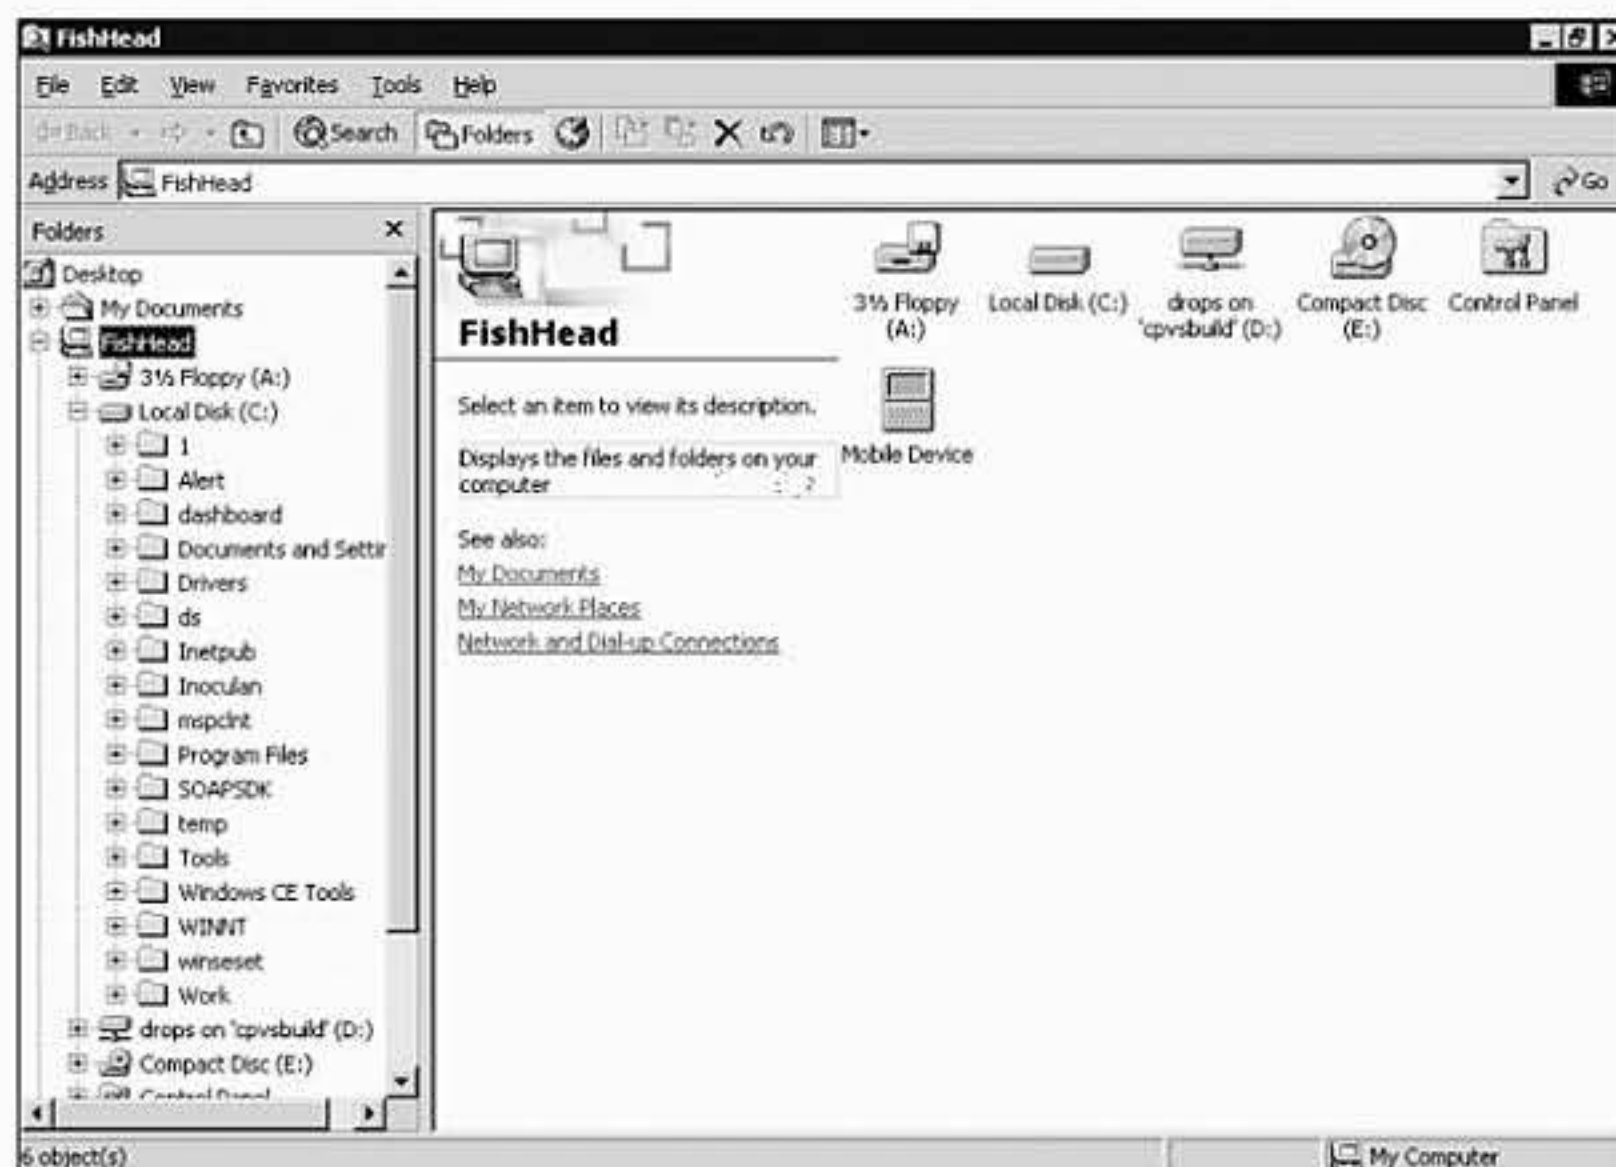 FishHead
File Edit View Favorites Tools Help
Back Search Folders
Address FishHead Go
Folders
Desktop
My Documents
FishHead
3½ Floppy (A:)
Local Disk (C:)
1
Alert
dashboard
Documents and Settin
Drivers
ds
Inetpub
Inoculan
mspclnt
Program Files
SOAPSDK
temp
Tools
Windows CE Tools
WINNT
winseset
Work
drops on 'cpvsbuild' (D:)
Compact Disc (E:)
Control Panel
FishHead
Select an item to view its description.
Displays the files and folders on your
computer
See also:
My Documents
My Network Places
Network and Dial-up Connections
3½ Floppy
(A:)
Local Disk (C:)
drops on
'cpvsbuild' (D:)
Compact Disc
(E:)
Control Panel
Mobile Device
6 object(s)
My Computer